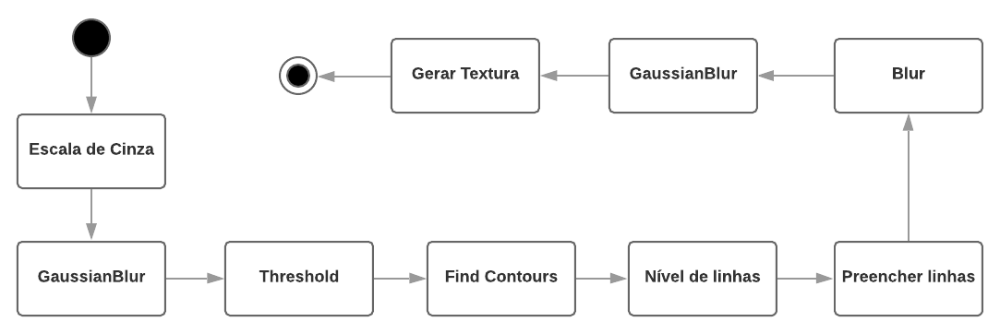 Escala de Cinza
GaussianBlur
Threshold
Find Contours
Nível de linhas
Preencher linhas
Blur
GaussianBlur
Gerar Textura